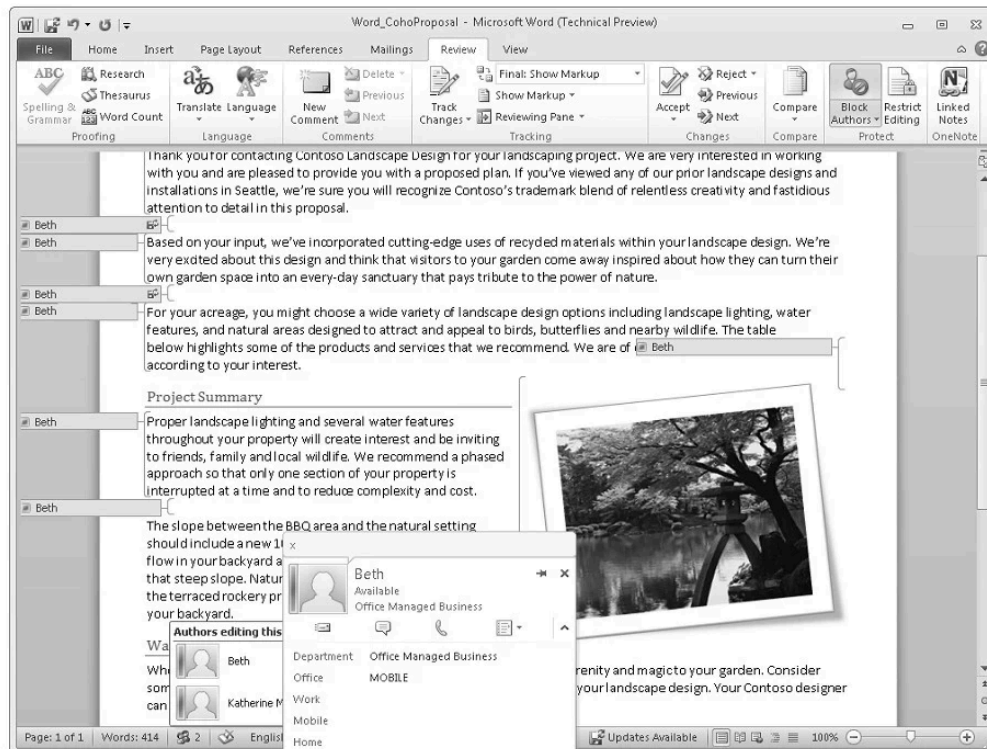 Word_CohoProposal - Microsoft Word (Technical Preview)
File Home Insert Page Layout References Mailings Review View
ABC Spelling & Grammar
Research
Thesaurus
Word Count
Proofing
Translate Language
Language
New Comment
Delete
Previous
Next
Comments
Track Changes
Final: Show Markup
Show Markup
Reviewing Pane
Tracking
Accept
Reject
Previous
Next
Changes
Compare
Compare
Block Authors
Restrict Editing
Protect
Linked Notes
OneNote
Thank you for contacting Contoso Landscape Design for your landscaping project. We are very interested in working
with you and are pleased to provide you with a proposed plan. If you've viewed any of our prior landscape designs and
installations in Seattle, we're sure you will recognize Contoso's trademark blend of relentless creativity and fastidious
attention to detail in this proposal.
Beth
Beth
Based on your input, we've incorporated cutting-edge uses of recycled materials within your landscape design. We're
very excited about this design and think that visitors to your garden come away inspired about how they can turn their
own garden space into an every-day sanctuary that pays tribute to the power of nature.
Beth
Beth
For your acreage, you might choose a wide variety of landscape design options including landscape lighting, water
features, and natural areas designed to attract and appeal to birds, butterflies and nearby wildlife. The table
below highlights some of the products and services that we recommend. We are of
Beth
according to your interest.
Project Summary
Beth
Proper landscape lighting and several water features
throughout your property will create interest and be inviting
to friends, family and local wildlife. We recommend a phased
approach so that only one section of your property is
interrupted at a time and to reduce complexity and cost.
Beth
The slope between the BBQ area and the natural setting
should include a new 1
flow in your backyard a
that steep slope. Natur
the terraced rockery pr
your backyard.
Wa
Whe
renity and magic to your garden. Consider
som
your landscape design. Your Contoso designer
can
Authors editing this
Beth
Katherine M
x
Beth
Available
Office Managed Business
Department Office Managed Business
Office MOBILE
Work
Mobile
Home
Page: 1 of 1 Words: 414 2 Englis Updates Available 100%